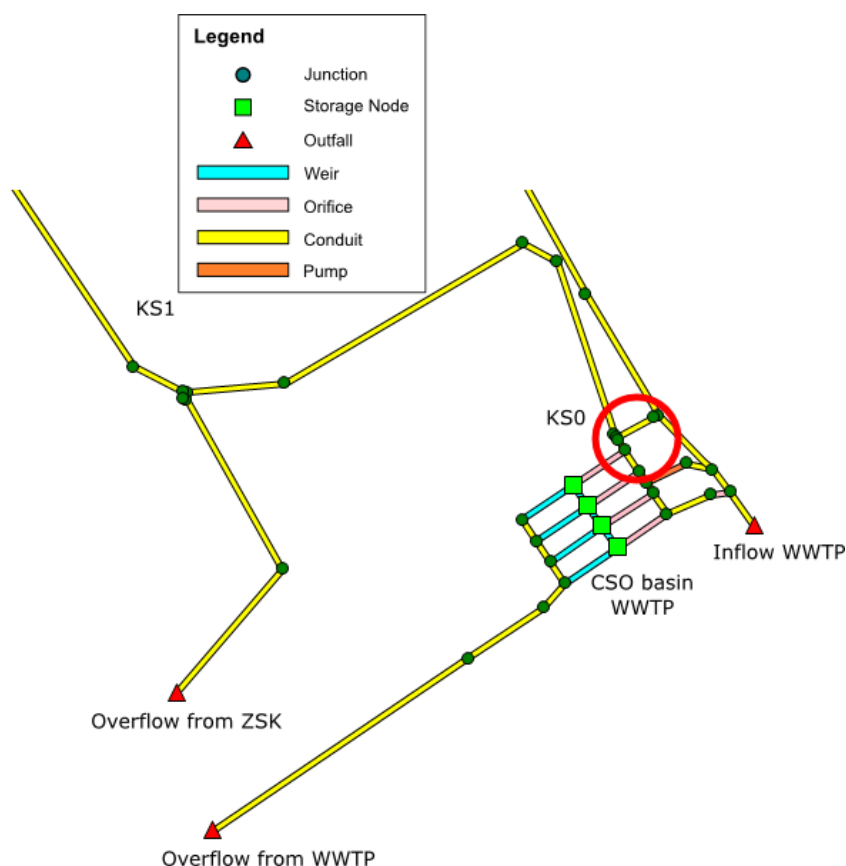 Legend
Junction
Storage Node
Outfall
Weir
Orifice
Conduit
Pump
KS1
KS0
Inflow WWTP
CSO basin
WWTP
Overflow from ZSK
Overflow from WWTP